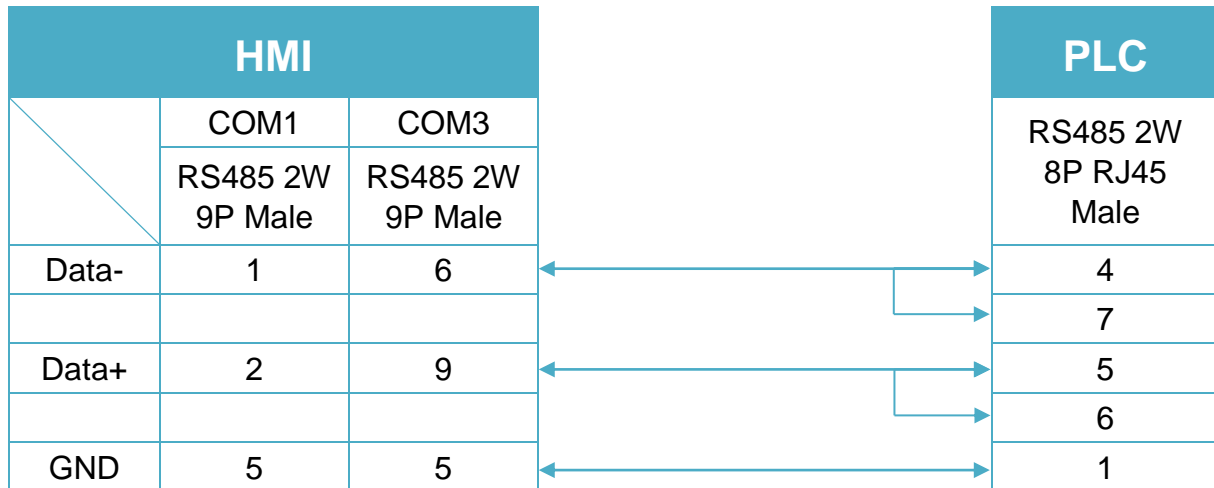 HMI PLC
COM1 COM3
RS485 2W RS485 2W RS485 2W
9P Male 9P Male 8P RJ45
Male
Data- 1 6 4
7
Data+ 2 9 5
6
GND 5 5 1